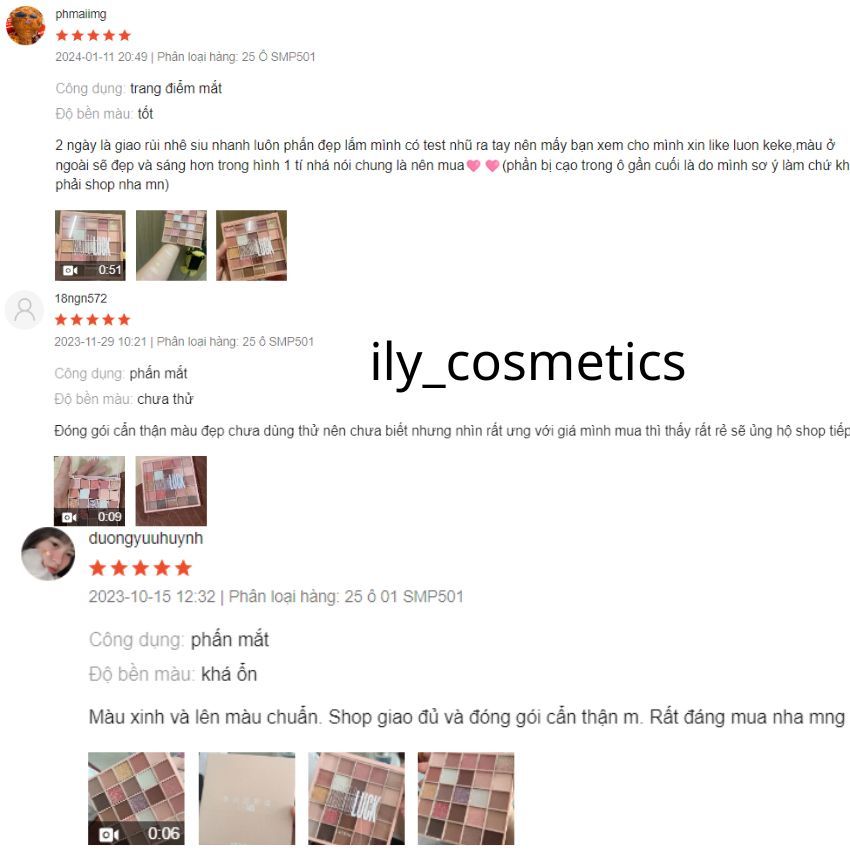 phmaiimg
2024-01-11 20:49 | Phân loại hàng: 25 Ô SMP501
Công dụng: trang điểm mắt
Độ bền màu: tốt
2 ngày là giao rùi nhê siu nhanh luôn phấn đẹp lắm mình có test nhũ ra tay nên mấy bạn xem cho mình xin like luon keke,màu ở
ngoài sẽ đẹp và sáng hơn trong hình 1 tí nhá nói chung là nên mua💗 💗(phần bị cạo trong ô gần cuối là do mình sơ ý làm chứ kh
phải shop nha mn)
0:51
18ngn572
2023-11-29 10:21 | Phân loại hàng: 25 ô SMP501
ily_cosmetics
Công dụng: phấn mắt
Độ bền màu: chưa thử
Đóng gói cẩn thận màu đẹp chưa dùng thử nên chưa biết nhưng nhìn rất ưng với giá mình mua thì thấy rất rẻ sẽ ủng hộ shop tiếp
LUCK
0:09
duongyuuhuynh
2023-10-15 12:32 | Phân loại hàng: 25 ô 01 SMP501
Công dụng: phấn mắt
Độ bền màu: khá ổn
Màu xinh và lên màu chuẩn. Shop giao đủ và đóng gói cẩn thận m. Rất đáng mua nha mng
LUCK
0:06